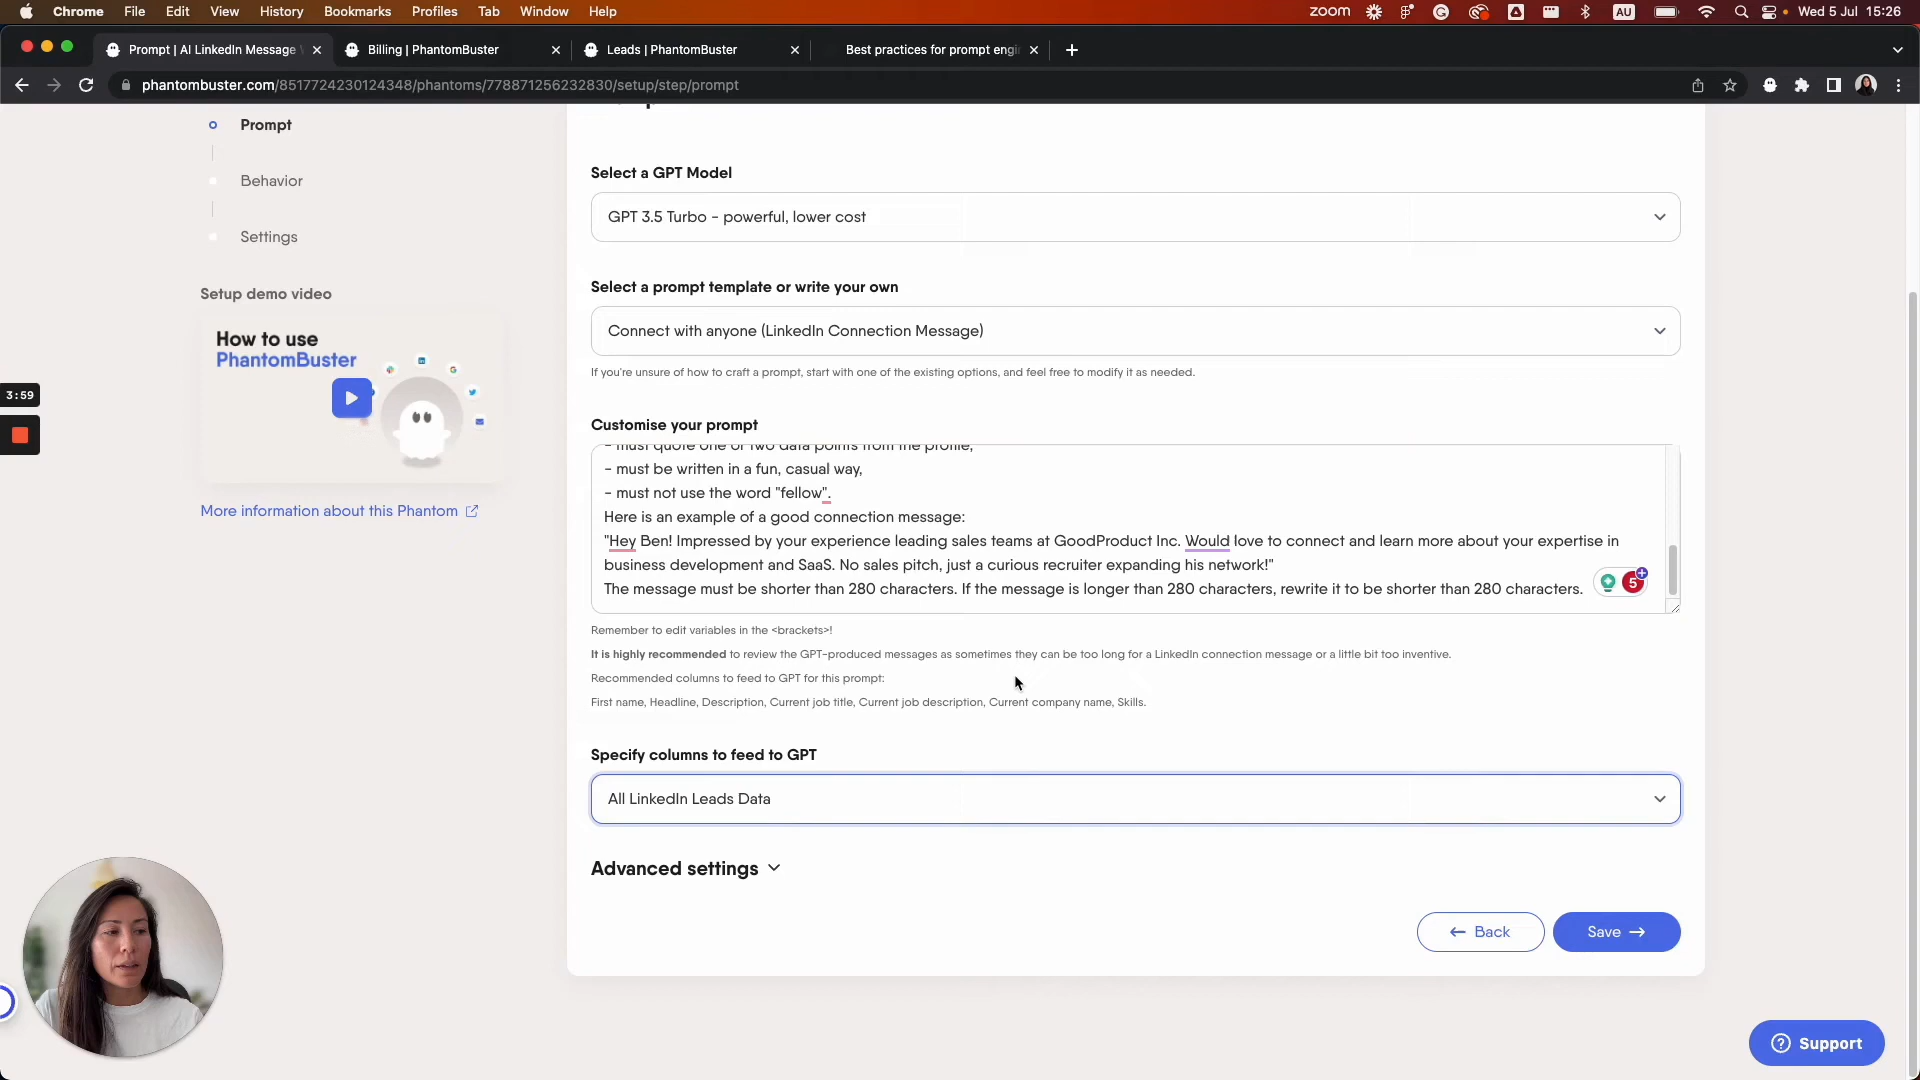 Chrome File Edit View History Bookmarks Profiles Tab Window Help zoom AU Wed 5 Jul 15:26
Prompt | AI LinkedIn Message Billing | PhantomBuster Leads | PhantomBuster Best practices for prompt engi
phantombuster.com/8517724230124348/phantoms/778871256232830/setup/step/prompt
Prompt
Behavior
Settings
Setup demo video
How to use
PhantomBuster
More information about this Phantom
3:59
Select a GPT Model
GPT 3.5 Turbo - powerful, lower cost
Select a prompt template or write your own
Connect with anyone (LinkedIn Connection Message)
If you're unsure of how to craft a prompt, start with one of the existing options, and feel free to modify it as needed.
Customise your prompt
- must quote one or two data points from the profile,
- must be written in a fun, casual way,
- must not use the word "fellow".
Here is an example of a good connection message:
"Hey Ben! Impressed by your experience leading sales teams at GoodProduct Inc. Would love to connect and learn more about your expertise in
business development and SaaS. No sales pitch, just a curious recruiter expanding his network!"
The message must be shorter than 280 characters. If the message is longer than 280 characters, rewrite it to be shorter than 280 characters.
5
Remember to edit variables in the <brackets>!
It is highly recommended to review the GPT-produced messages as sometimes they can be too long for a LinkedIn connection message or a little bit too inventive.
Recommended columns to feed to GPT for this prompt:
First name, Headline, Description, Current job title, Current job description, Current company name, Skills.
Specify columns to feed to GPT
All LinkedIn Leads Data
Advanced settings
← Back
Save →
Support